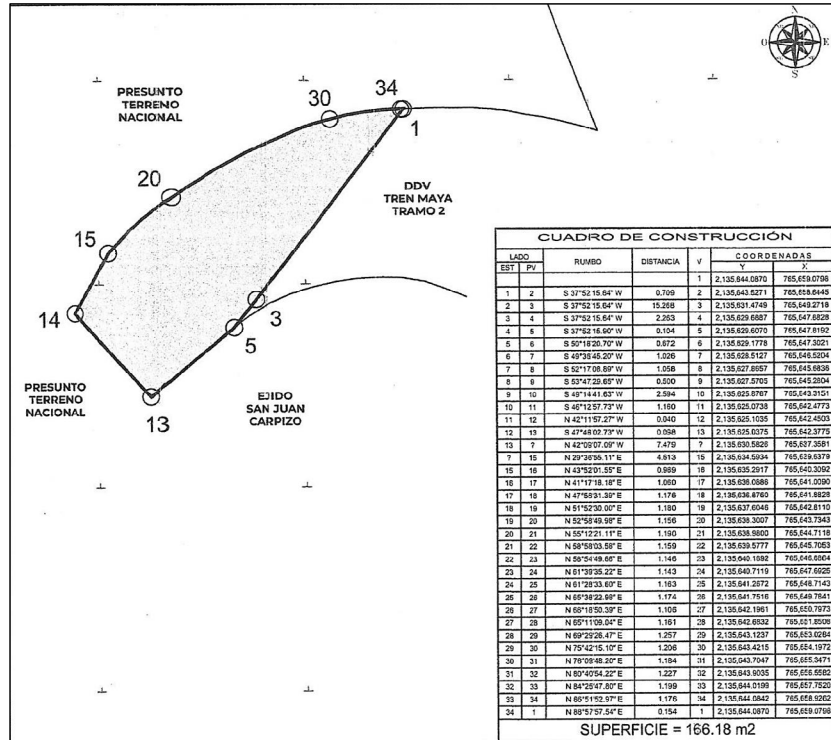 N
O
E
S
PRESUNTO
TERRENO
NACIONAL
34
30
1
20
DDV
TREN MAYA
TRAMO 2
15
14
3
5
PRESUNTO
TERRENO
NACIONAL
13
EJIDO
SAN JUAN
CARPIZO
CUADRO DE CONSTRUCCIÓN
LADO RUMBO DISTANCIA V COORDENADAS
EST PV Y X
1 2,135,644.0870 765,659.0798
1 2 S 37°52'15.64" W 0.709 2 2,135,643.5271 765,658.6445
2 3 S 37°52'15.64" W 15.268 3 2,135,631.4749 765,649.2718
3 4 S 37°52'15.64" W 2.263 4 2,135,629.6887 765,647.8828
4 5 S 37°52'16.90" W 0.104 5 2,135,629.6070 765,647.8192
5 6 S 50°18'20.70" W 0.672 6 2,135,629.1778 765,647.3021
6 7 S 49°38'45.20" W 1.026 7 2,135,628.5127 765,646.5204
7 8 S 52°17'08.89" W 1.058 8 2,135,627.8657 765,645.6836
8 9 S 53°47'29.65" W 0.500 9 2,135,627.5705 765,645.2804
9 10 S 49°14'41.63" W 2.594 10 2,135,625.8767 765,643.3151
10 11 S 46°12'57.73" W 1.160 11 2,135,625.0738 765,642.4773
11 12 N 42°11'57.27" W 0.040 12 2,135,625.1035 765,642.4503
12 13 S 47°48'02.73" W 0.098 13 2,135,625.0375 765,642.3775
13 ? N 42°09'07.09" W 7.479 ? 2,135,630.5826 765,637.3581
? 15 N 29°36'55.11" E 4.613 15 2,135,634.5934 765,639.6379
15 16 N 43°52'01.55" E 0.969 16 2,135,635.2917 765,640.3092
16 17 N 41°17'18.18" E 1.060 17 2,135,636.0886 765,641.0090
17 18 N 47°58'31.39" E 1.176 18 2,135,636.8760 765,641.8828
18 19 N 51°52'30.00" E 1.180 19 2,135,637.6046 765,642.8110
19 20 N 52°58'49.98" E 1.156 20 2,135,638.3007 765,643.7343
20 21 N 55°12'21.11" E 1.190 21 2,135,638.9800 765,644.7118
21 22 N 58°58'03.58" E 1.159 22 2,135,639.5777 765,645.7053
22 23 N 58°54'49.66" E 1.146 23 2,135,640.1692 765,646.6864
23 24 N 61°39'35.22" E 1.143 24 2,135,640.7119 765,647.6925
24 25 N 61°28'33.60" E 1.163 25 2,135,641.2672 765,648.7143
25 26 N 65°38'22.98" E 1.174 26 2,135,641.7516 765,649.7841
26 27 N 66°18'50.39" E 1.106 27 2,135,642.1961 765,650.7973
27 28 N 65°11'09.04" E 1.161 28 2,135,642.6832 765,651.8508
28 29 N 69°29'26.47" E 1.257 29 2,135,643.1237 765,653.0284
29 30 N 75°42'15.10" E 1.206 30 2,135,643.4215 765,654.1972
30 31 N 76°09'48.20" E 1.184 31 2,135,643.7047 765,655.3471
31 32 N 80°40'54.22" E 1.227 32 2,135,643.9035 765,656.5582
32 33 N 84°25'47.80" E 1.199 33 2,135,644.0199 765,657.7520
33 34 N 86°51'52.97" E 1.176 34 2,135,644.0842 765,658.9262
34 1 N 88°57'57.54" E 0.154 1 2,135,644.0870 765,659.0798
SUPERFICIE = 166.18 m2